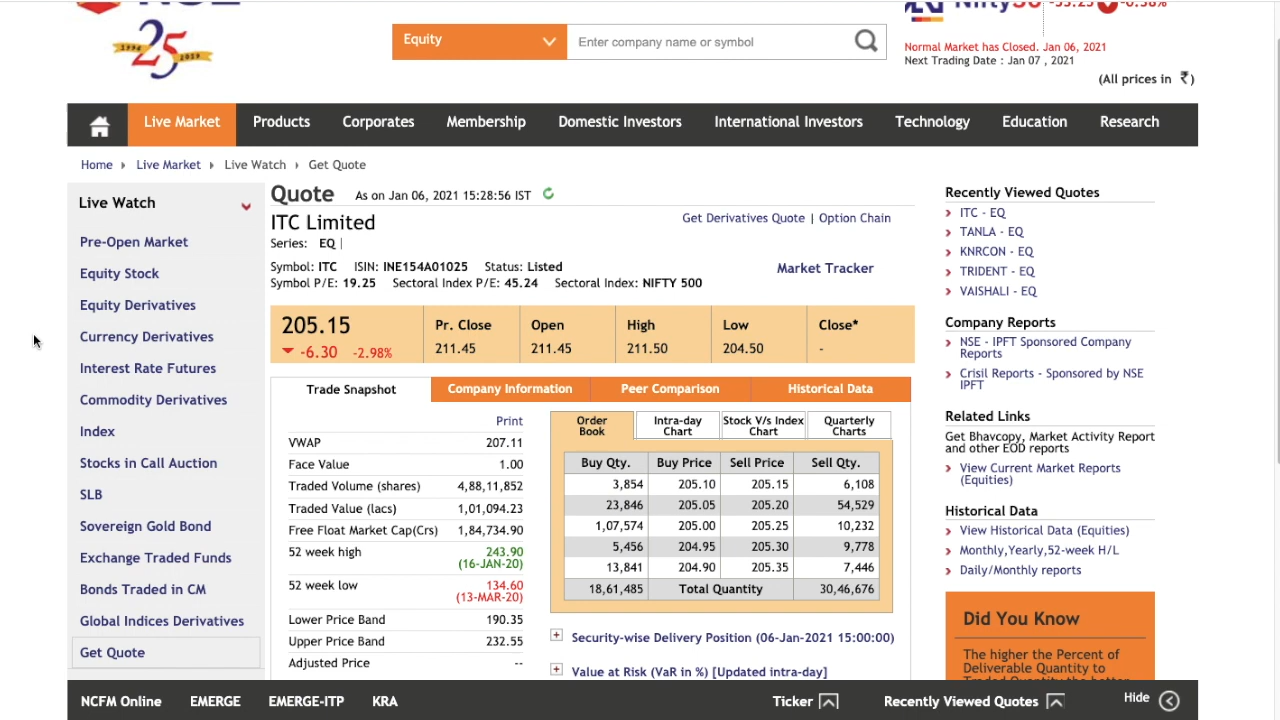 -0.38%
1994 25 2019
Equity
Enter company name or symbol
Normal Market has Closed. Jan 06, 2021
Next Trading Date : Jan 07 , 2021
(All prices in ₹)
Live Market
Products
Corporates
Membership
Domestic Investors
International Investors
Technology
Education
Research
Home Live Market Live Watch Get Quote
Live Watch
Pre-Open Market
Equity Stock
Equity Derivatives
Currency Derivatives
Interest Rate Futures
Commodity Derivatives
Index
Stocks in Call Auction
SLB
Sovereign Gold Bond
Exchange Traded Funds
Bonds Traded in CM
Global Indices Derivatives
Get Quote
Quote As on Jan 06, 2021 15:28:56 IST
ITC Limited
Get Derivatives Quote | Option Chain
Series: EQ |
Symbol: ITC ISIN: INE154A01025 Status: Listed
Market Tracker
Symbol P/E: 19.25 Sectoral Index P/E: 45.24 Sectoral Index: NIFTY 500
205.15 Pr. Close Open High Low Close*
-6.30 -2.98% 211.45 211.45 211.50 204.50 -
Trade Snapshot Company Information Peer Comparison Historical Data
Print
VWAP 207.11
Face Value 1.00
Traded Volume (shares) 4,88,11,852
Traded Value (lacs) 1,01,094.23
Free Float Market Cap(Crs) 1,84,734.90
52 week high 243.90
(16-JAN-20)
52 week low 134.60
(13-MAR-20)
Lower Price Band 190.35
Upper Price Band 232.55
Adjusted Price --
Order Book
Intra-day Chart
Stock V/s Index Chart
Quarterly Charts
Buy Qty. Buy Price Sell Price Sell Qty.
3,854 205.10 205.15 6,108
23,846 205.05 205.20 54,529
1,07,574 205.00 205.25 10,232
5,456 204.95 205.30 9,778
13,841 204.90 205.35 7,446
18,61,485 Total Quantity 30,46,676
+ Security-wise Delivery Position (06-Jan-2021 15:00:00)
+ Value at Risk (VaR in %) [Updated intra-day]
Recently Viewed Quotes
ITC - EQ
TANLA - EQ
KNRCON - EQ
TRIDENT - EQ
VAISHALI - EQ
Company Reports
NSE - IPFT Sponsored Company
Reports
Crisil Reports - Sponsored by NSE
IPFT
Related Links
Get Bhavcopy, Market Activity Report
and other EOD reports
View Current Market Reports
(Equities)
Historical Data
View Historical Data (Equities)
Monthly,Yearly,52-week H/L
Daily/Monthly reports
Did You Know
The higher the Percent of
Deliverable Quantity to
NCFM Online EMERGE EMERGE-ITP KRA
Ticker
Recently Viewed Quotes
Hide